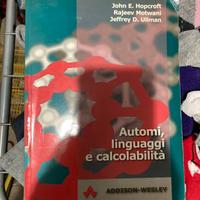 John E. Hopcroft
Rajeev Motwani
Jeffrey D. Ullman
Automi,
linguaggi
e calcolabilità
ADDISON-WESLEY